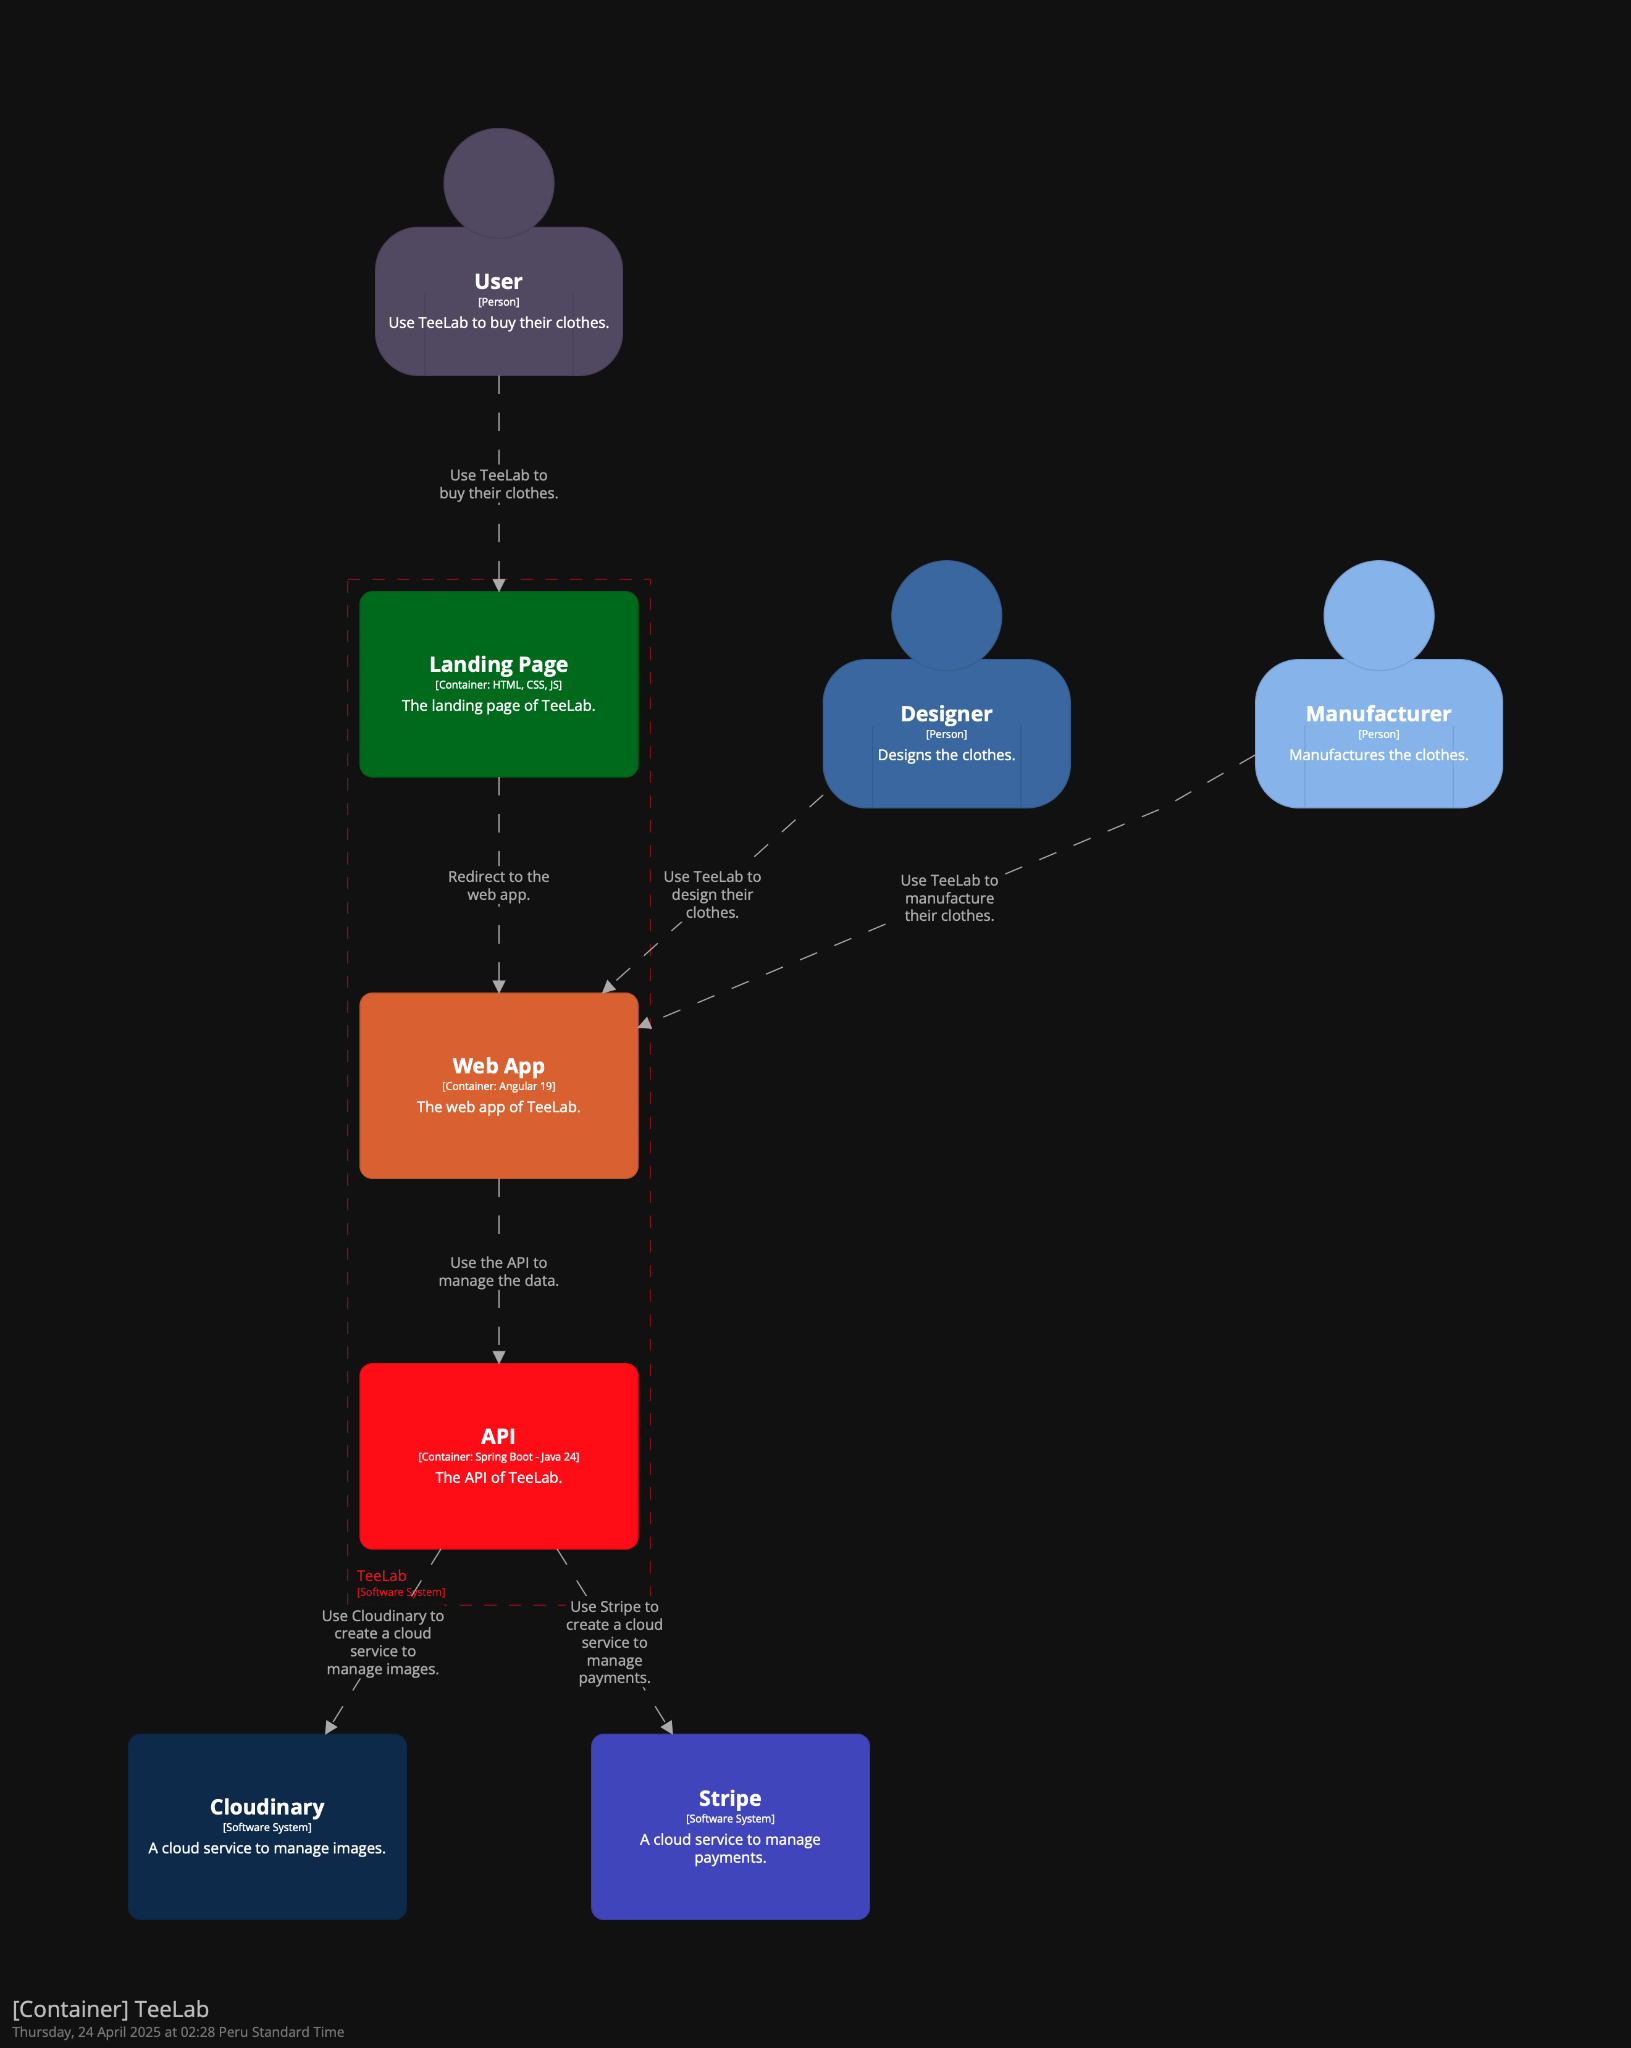 User
[Person]
Use TeeLab to buy their clothes.
Use TeeLab to
buy their clothes.
Landing Page
[Container: HTML, CSS, JS]
The landing page of TeeLab.
Designer
[Person]
Designs the clothes.
Manufacturer
[Person]
Manufactures the clothes.
Redirect to the
web app.
Use TeeLab to
design their
clothes.
Use TeeLab to
manufacture
their clothes.
Web App
[Container: Angular 19]
The web app of TeeLab.
Use the API to
manage the data.
API
[Container: Spring Boot - Java 24]
The API of TeeLab.
TeeLab
[Software System]
Use Cloudinary to
create a cloud
service to
manage images.
Use Stripe to
create a cloud
service to
manage
payments.
Cloudinary
[Software System]
A cloud service to manage images.
Stripe
[Software System]
A cloud service to manage
payments.
[Container] TeeLab
Thursday, 24 April 2025 at 02:28 Peru Standard Time